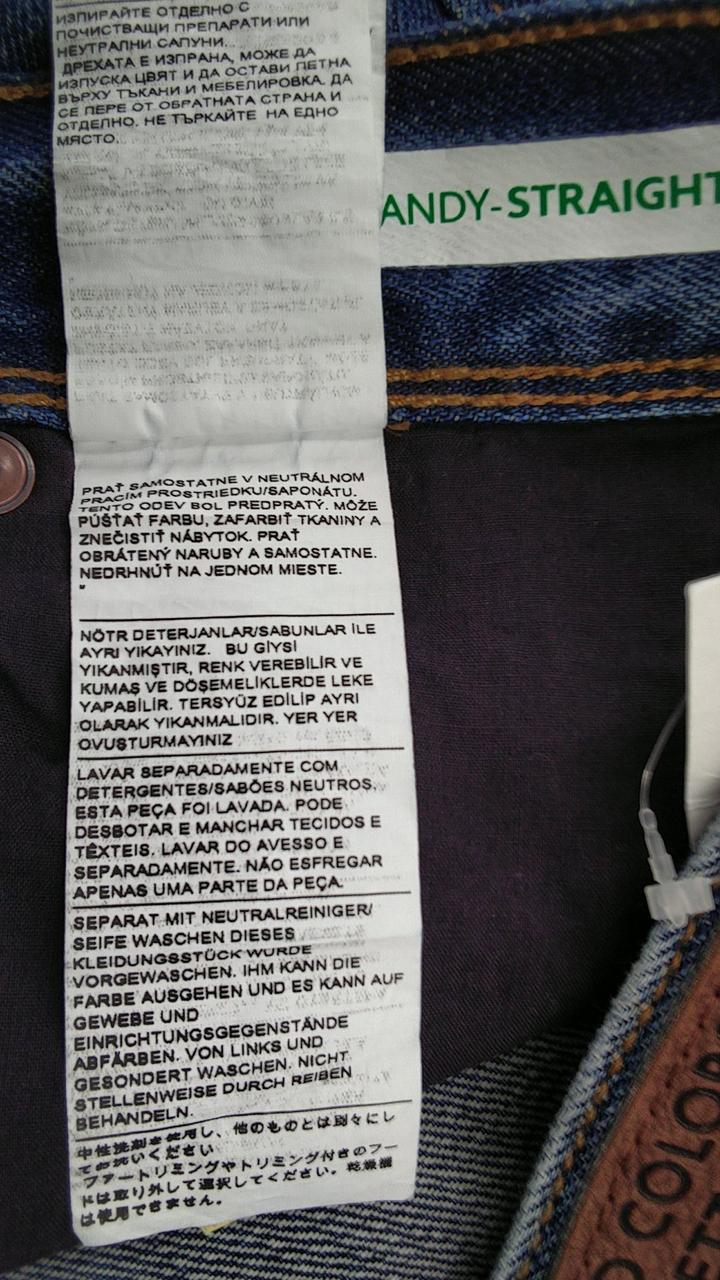 ИЗПИРАЙТЕ ОТДЕЛНО С
ПОЧИСТВАЩИ ПРЕПАРАТИ ИЛИ
НЕУТРАЛНИ САПУНИ...
ДРЕХАТА Е ИЗПРАНА, МОЖЕ ДА
ИЗПУСКА ЦВЯТ И ДА ОСТАВИ ПЕТНА
ВЪРХУ ТЪКАНИ И МЕБЕЛИРОВКА. ДА
СЕ ПЕРЕ ОТ ОБРАТНАТА СТРАНА И
ОТДЕЛНО. НЕ ТЪРКАЙТЕ НА ЕДНО
МЯСТО.
ANDY-STRAIGHT
PRAŤ SAMOSTATNE V NEUTRÁLNOM
PRACÍM PROSTRIEDKU/SAPONÁTU.
TENTO ODEV BOL PREDPRATÝ. MÔŽE
PÚŠŤAŤ FARBU, ZAFARBIŤ TKANINY A
ZNEČISTIŤ NÁBYTOK. PRAŤ
OBRÁTENÝ NARUBY A SAMOSTATNE.
NEDRHNÚŤ NA JEDNOM MIESTE.
"
NÖTR DETERJANLAR/SABUNLAR İLE
AYRI YIKAYINIZ. BU GİYSİ
YIKANMIŞTIR, RENK VEREBİLİR VE
KUMAŞ VE DÖŞEMELİKLERDE LEKE
YAPABİLİR. TERSYÜZ EDİLİP AYRI
OLARAK YIKANMALIDIR. YER YER
OVUŞTURMAYINIZ
LAVAR SEPARADAMENTE COM
DETERGENTES/SABÕES NEUTROS.
ESTA PEÇA FOI LAVADA. PODE
DESBOTAR E MANCHAR TECIDOS E
TÊXTEIS. LAVAR DO AVESSO E
SEPARADAMENTE. NÃO ESFREGAR
APENAS UMA PARTE DA PEÇA.
SEPARAT MIT NEUTRALREINIGER/
SEIFE WASCHEN DIESES
KLEIDUNGSSTÜCK WURDE
VORGEWASCHEN. IHM KANN DIE
FARBE AUSGEHEN UND ES KANN AUF
GEWEBE UND
EINRICHTUNGSGEGENSTÄNDE
ABFÄRBEN. VON LINKS UND
GESONDERT WASCHEN. NICHT
STELLENWEISE DURCH REIBEN
BEHANDELN.
中性洗剤を使用し、他のものとは別々にし
てお洗いください
ファートリミングやトリミング付きのフー
ドは取り外して選択してください。乾燥機
は使用できません。
COLOR